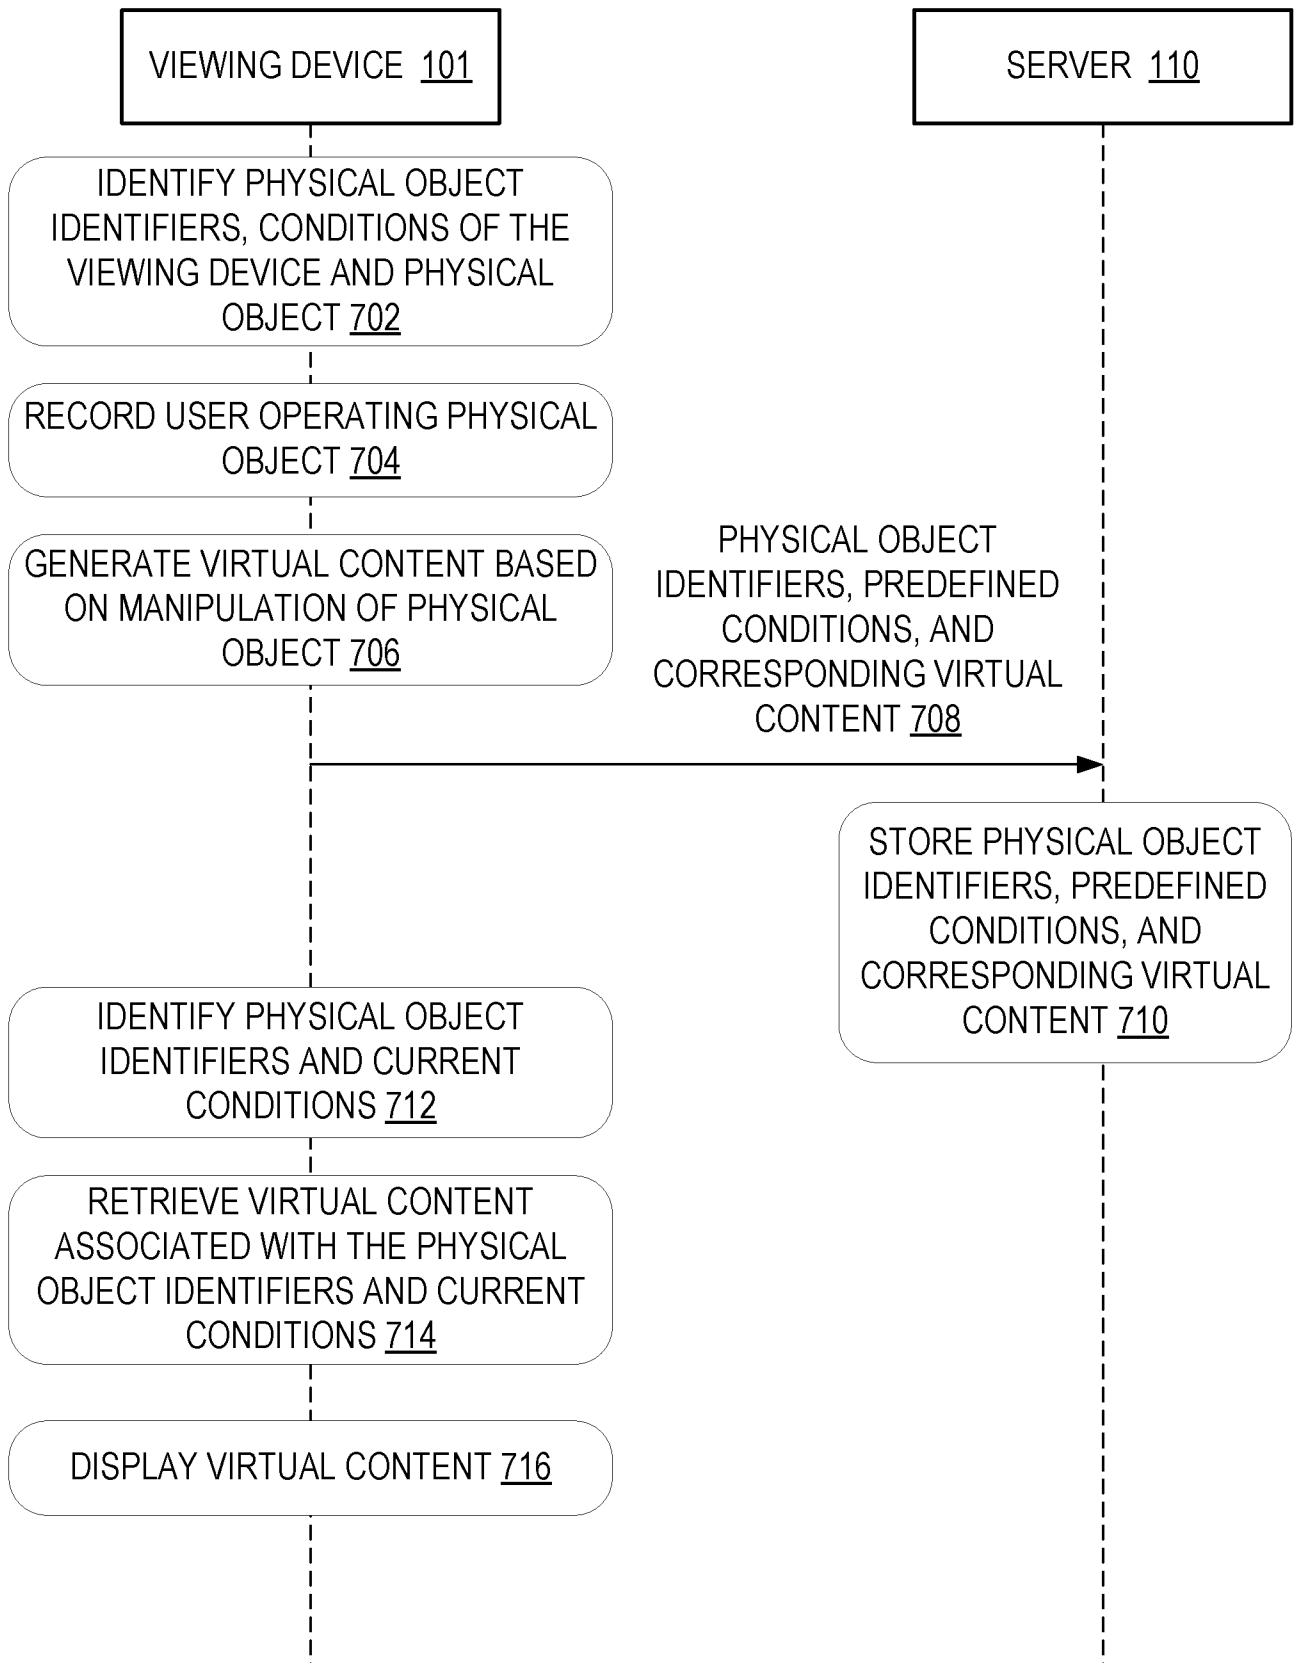 VIEWING DEVICE 101
SERVER 110
IDENTIFY PHYSICAL OBJECT
IDENTIFIERS, CONDITIONS OF THE
VIEWING DEVICE AND PHYSICAL
OBJECT 702
RECORD USER OPERATING PHYSICAL
OBJECT 704
GENERATE VIRTUAL CONTENT BASED
ON MANIPULATION OF PHYSICAL
OBJECT 706
PHYSICAL OBJECT
IDENTIFIERS, PREDEFINED
CONDITIONS, AND
CORRESPONDING VIRTUAL
CONTENT 708
STORE PHYSICAL OBJECT
IDENTIFIERS, PREDEFINED
CONDITIONS, AND
CORRESPONDING VIRTUAL
CONTENT 710
IDENTIFY PHYSICAL OBJECT
IDENTIFIERS AND CURRENT
CONDITIONS 712
RETRIEVE VIRTUAL CONTENT
ASSOCIATED WITH THE PHYSICAL
OBJECT IDENTIFIERS AND CURRENT
CONDITIONS 714
DISPLAY VIRTUAL CONTENT 716